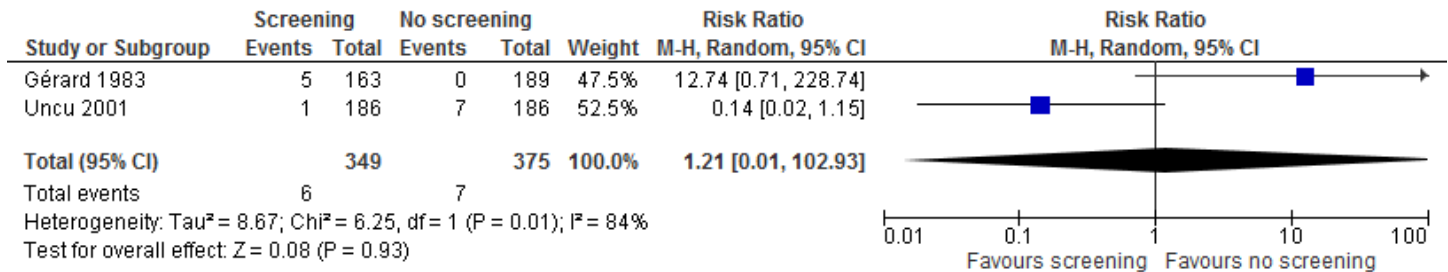 Screening No screening Risk Ratio Risk Ratio
Study or Subgroup Events Total Events Total Weight M-H, Random, 95% CI M-H, Random, 95% CI
Gérard 1983 5 163 0 189 47.5% 12.74 [0.71, 228.74]
Uncu 2001 1 186 7 186 52.5% 0.14 [0.02, 1.15]
Total (95% CI) 349 375 100.0% 1.21 [0.01, 102.93]
Total events 6 7
Heterogeneity: Tau² = 8.67; Chi² = 6.25, df = 1 (P = 0.01); I² = 84%
Test for overall effect: Z = 0.08 (P = 0.93)
0.01 0.1 1 10 100
Favours screening Favours no screening